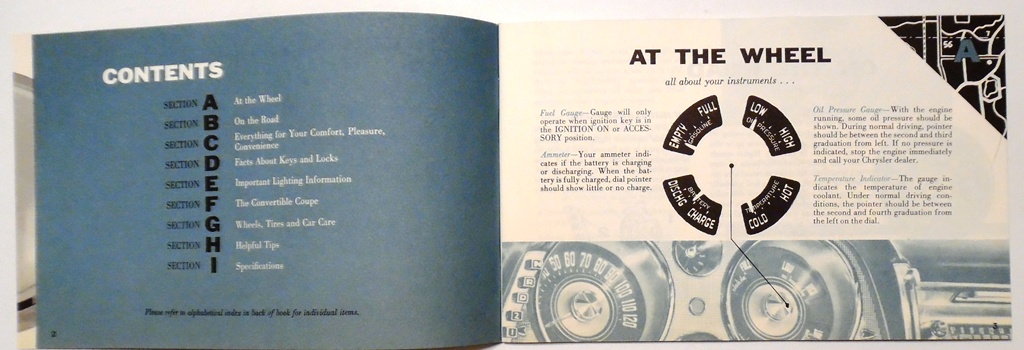 CONTENTS
SECTION A At the Wheel
SECTION B On the Road
SECTION C Everything for Your Comfort, Pleasure,
Convenience
SECTION D Facts About Keys and Locks
SECTION E Important Lighting Information
SECTION F The Convertible Coupe
SECTION G Wheels, Tires and Car Care
SECTION H Helpful Tips
SECTION I Specifications
Please refer to alphabetical index in back of book for individual items.
2
AT THE WHEEL
all about your instruments . . .
56
A
Fuel Gauge—Gauge will only
operate when ignition key is in
the IGNITION ON or ACCES-
SORY position.
Ammeter—Your ammeter indi-
cates if the battery is charging
or discharging. When the bat-
tery is fully charged, dial pointer
should show little or no charge.
EMPTY FULL
GASOLINE
LOW HIGH
OIL PRESSURE
DISCHG CHARGE
BATTERY
COLD HOT
TEMPERATURE
Oil Pressure Gauge—With the engine
running, some oil pressure should be
shown. During normal driving, pointer
should be between the second and third
graduation from left. If no pressure is
indicated, stop the engine immediately
and call your Chrysler dealer.
Temperature Indicator—The gauge in-
dicates the temperature of engine
coolant. Under normal driving con-
ditions, the pointer should be between
the second and fourth graduation from
the left on the dial.
50 60 70 80 90 100 110 120
3